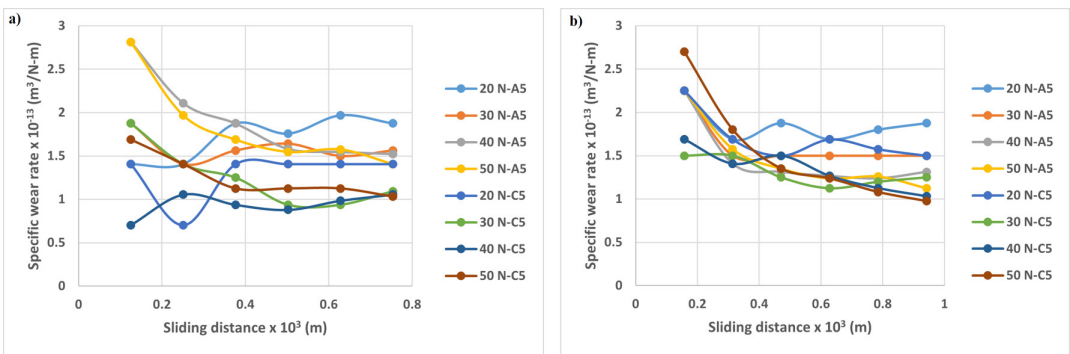 a)
3
2.5
2
1.5
1
0.5
0
0 0.2 0.4 0.6 0.8
Specific wear rate x 10⁻¹³ (m³/N-m)
Sliding distance x 10³ (m)
20 N-A5
30 N-A5
40 N-A5
50 N-A5
20 N-C5
30 N-C5
40 N-C5
50 N-C5
b)
3
2.5
2
1.5
1
0.5
0
0 0.2 0.4 0.6 0.8 1
Specific wear rate x 10⁻¹³ (m³/N-m)
Sliding distance x 10³ (m)
20 N-A5
30 N-A5
40 N-A5
50 N-A5
20 N-C5
30 N-C5
40 N-C5
50 N-C5